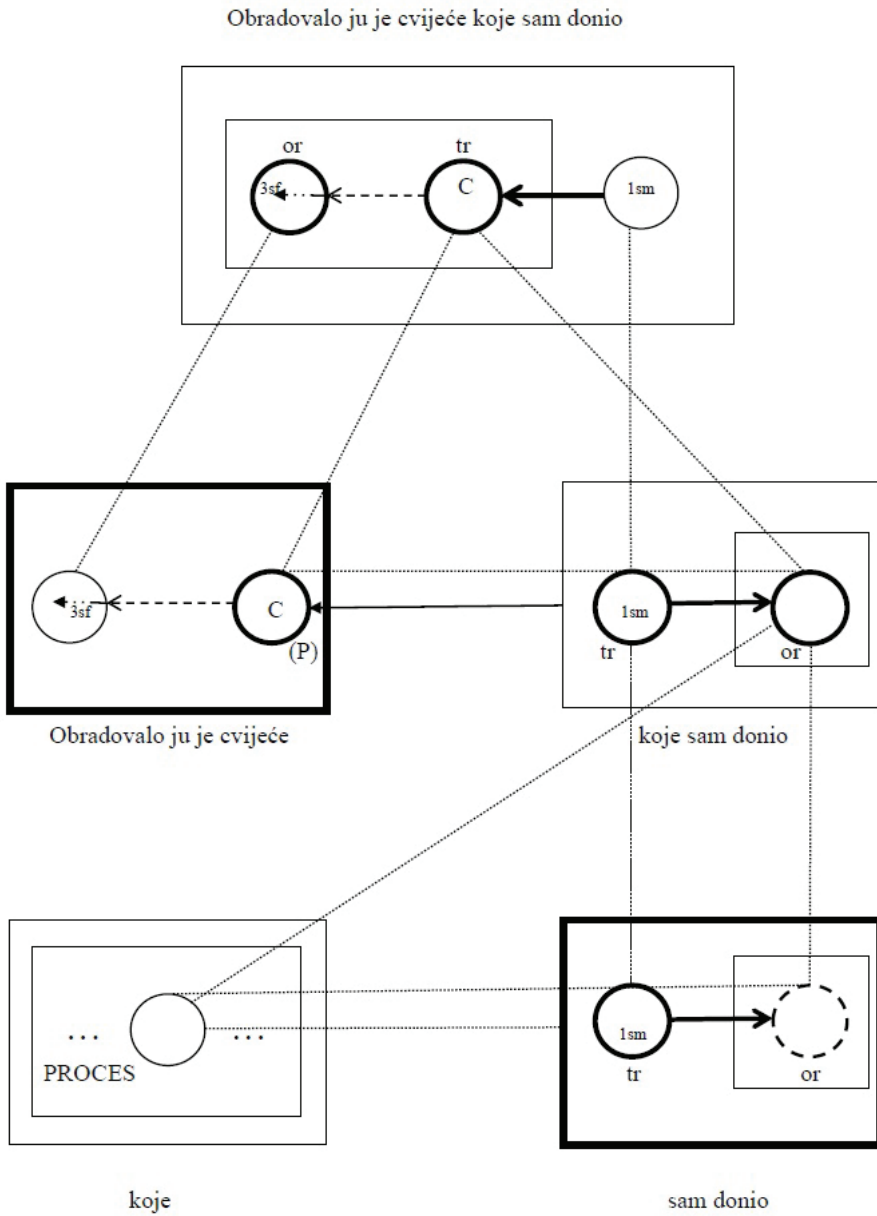 Obradovalo ju je cvijeće koje sam donio
or
tr
3sf
C
1sm
3sf
C
(P)
1sm
tr
or
Obradovalo ju je cvijeće
koje sam donio
... ...
PROCES
1sm
tr
or
koje
sam donio